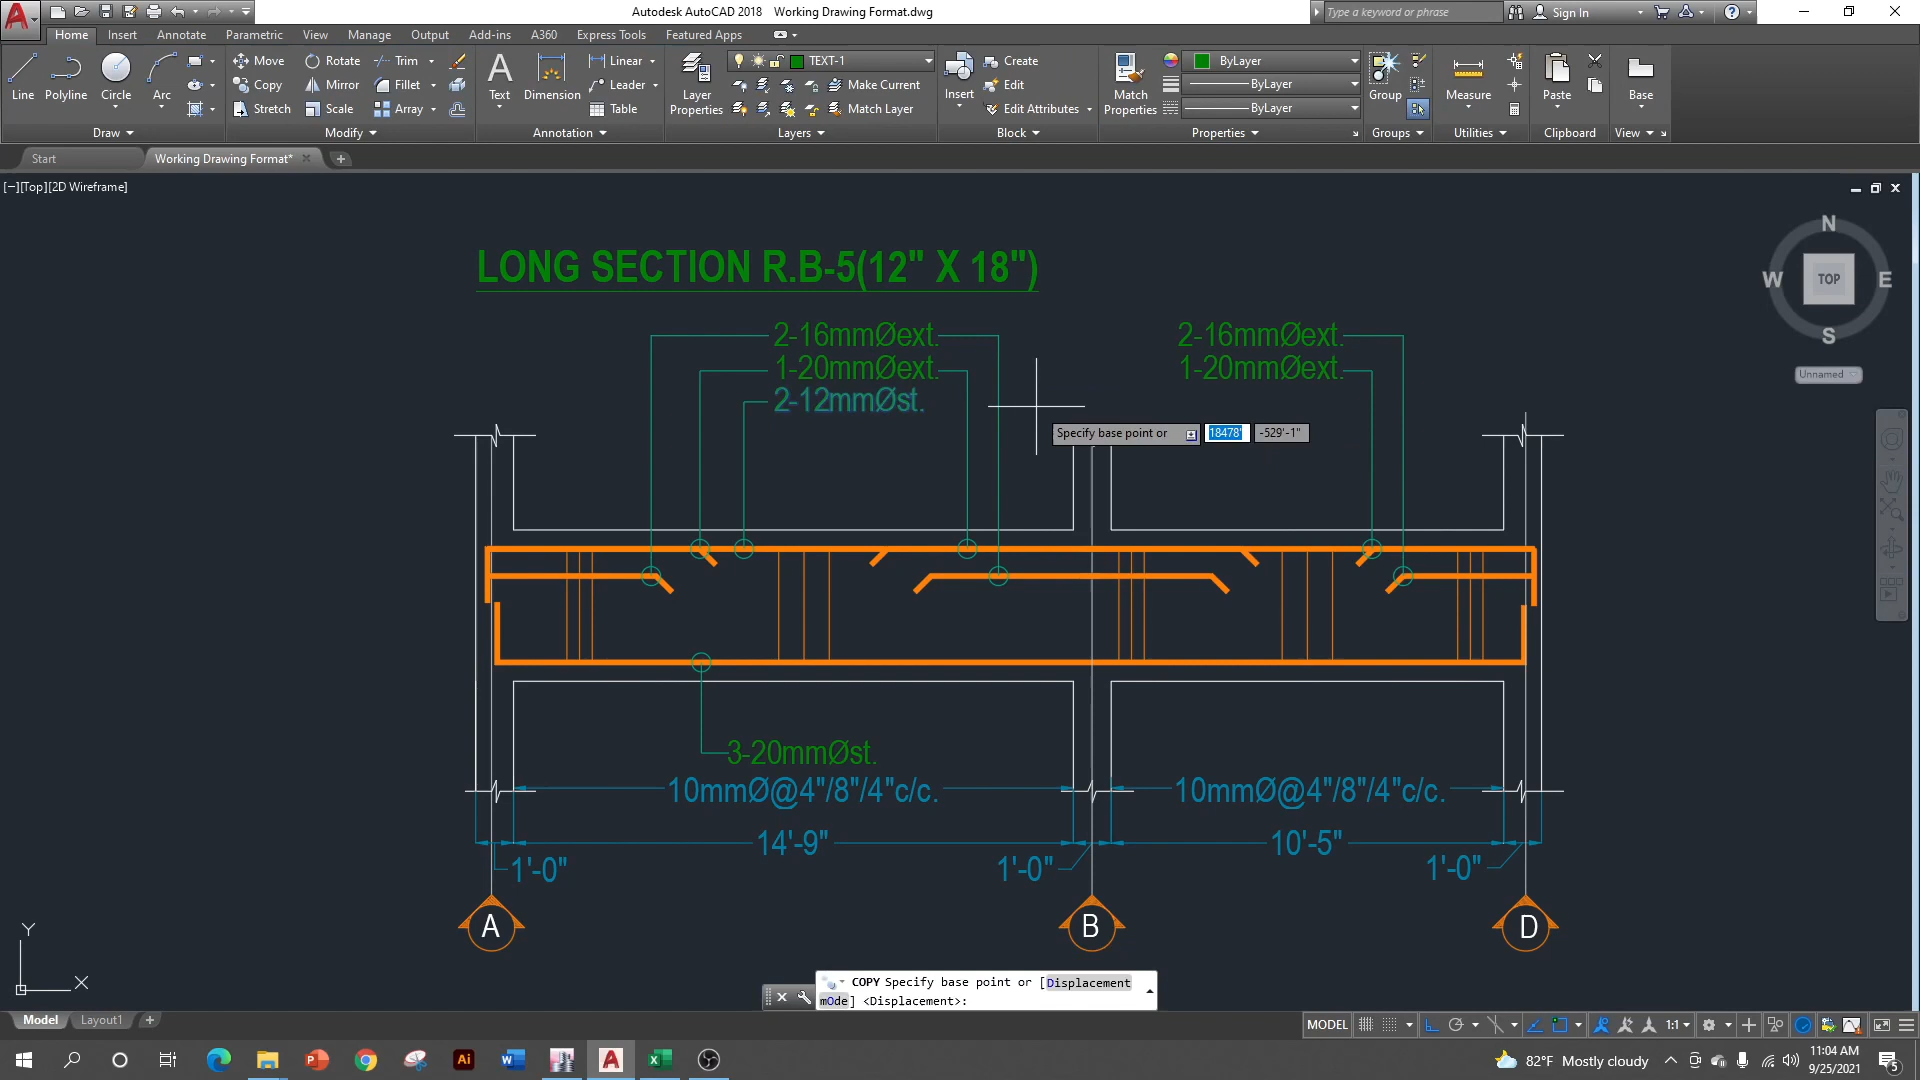 Autodesk AutoCAD 2018 Working Drawing Format.dwg
Type a keyword or phrase
Sign In
Home Insert Annotate Parametric View Manage Output Add-ins A360 Express Tools Featured Apps
Line Polyline Circle Arc
Draw
Move Rotate Trim
Copy Mirror Fillet
Stretch Scale Array
Modify
Text Dimension
Linear
Leader
Table
Annotation
Layer Properties
TEXT-1
Make Current
Match Layer
Layers
Insert
Create
Edit
Edit Attributes
Block
Match Properties
ByLayer
ByLayer
ByLayer
Properties
Group
Groups
Measure
Utilities
Paste
Clipboard
Base
View
Start
Working Drawing Format*
[−][Top][2D Wireframe]
N
W TOP E
S
Unnamed
LONG SECTION R.B-5(12" X 18")
2-16mmØext. 2-16mmØext.
1-20mmØext. 1-20mmØext.
2-12mmØst.
Specify base point or 18478' -529'-1"
3-20mmØst.
10mmØ@4"/8"/4"c/c. 10mmØ@4"/8"/4"c/c.
14'-9" 10'-5"
1'-0" 1'-0" 1'-0"
A B D
Y
X
COPY Specify base point or [Displacement
mOde] <Displacement>:
Model Layout1
MODEL 1:1
82°F Mostly cloudy
11:04 AM
9/25/2021
5